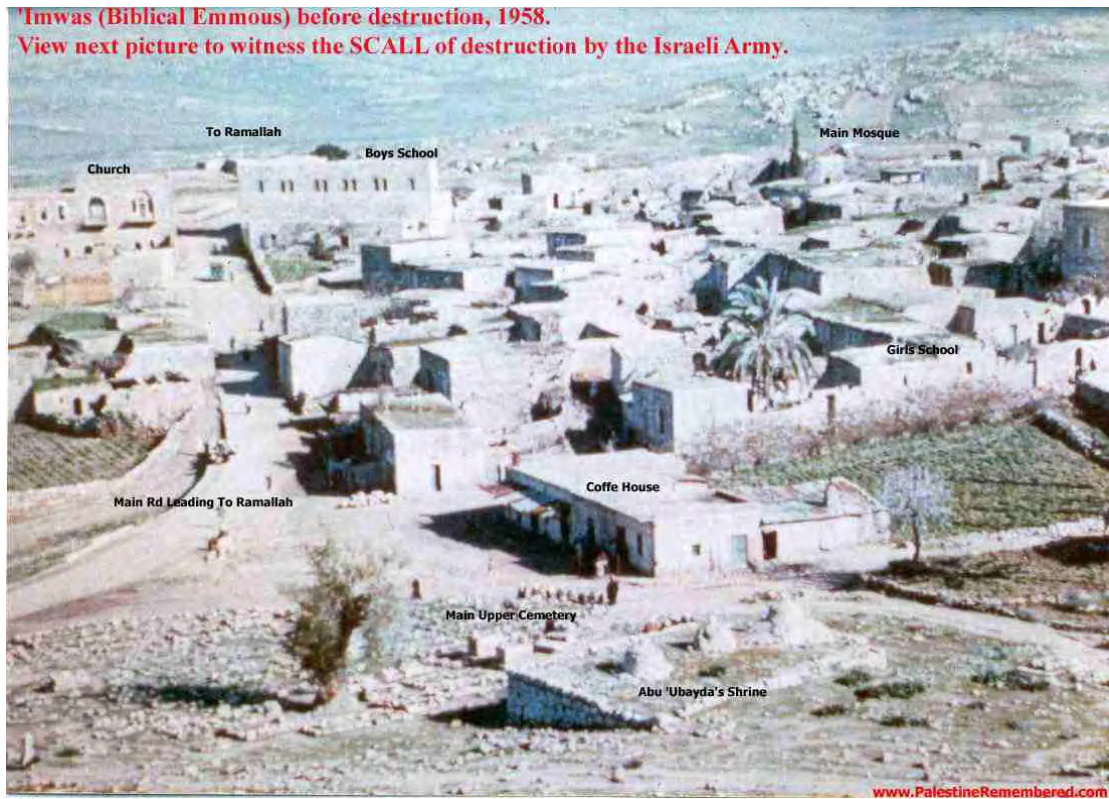 'Imwas (Biblical Emmous) before destruction, 1958.
View next picture to witness the SCALL of destruction by the Israeli Army.
To Ramallah
Main Mosque
Boys School
Church
Girls School
Coffe House
Main Rd Leading To Ramallah
Main Upper Cemetery
Abu 'Ubayda's Shrine
www.PalestineRemembered.com